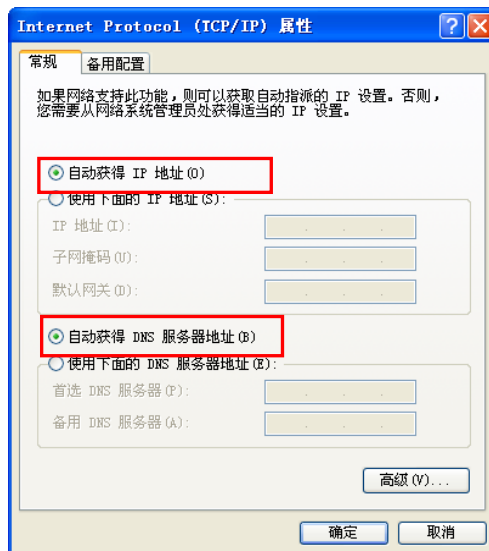 Internet Protocol (TCP/IP) 属性
常规 备用配置
如果网络支持此功能，则可以获取自动指派的 IP 设置。否则，
您需要从网络系统管理员处获得适当的 IP 设置。
自动获得 IP 地址(O)
使用下面的 IP 地址(S):
IP 地址(I):
子网掩码(U):
默认网关(D):
自动获得 DNS 服务器地址(B)
使用下面的 DNS 服务器地址(E):
首选 DNS 服务器(P):
备用 DNS 服务器(A):
高级(V)...
确定 取消